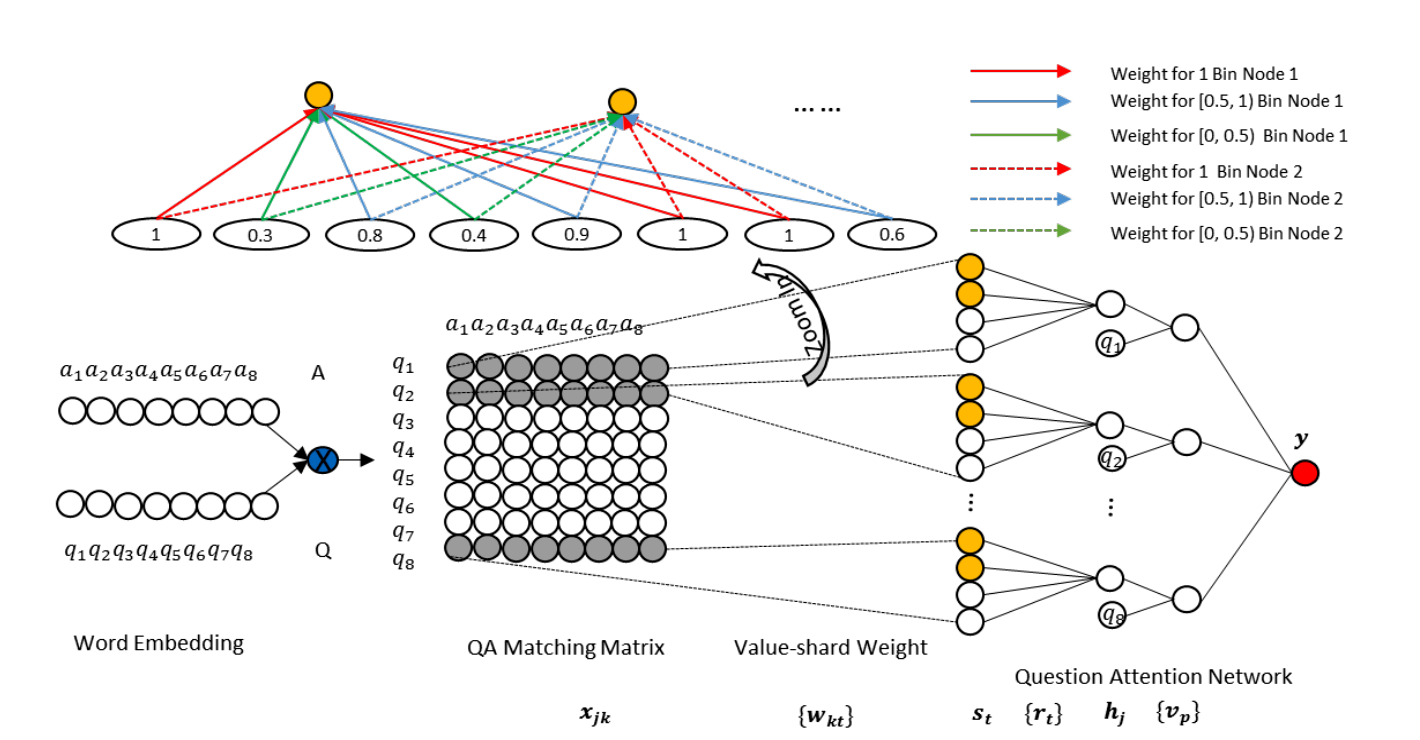 Weight for 1 Bin Node 1
Weight for [0.5, 1) Bin Node 1
Weight for [0, 0.5) Bin Node 1
Weight for 1 Bin Node 2
Weight for [0.5, 1) Bin Node 2
Weight for [0, 0.5) Bin Node 2
... ...
1 0.3 0.8 0.4 0.9 1 1 0.6
Zoom In
a₁a₂a₃a₄a₅a₆a₇a₈
q₁
q₂
q₃
q₄
q₅
q₆
q₇
q₈
a₁a₂a₃a₄a₅a₆a₇a₈ A
X
q₁q₂q₃q₄q₅q₆q₇q₈ Q
q₁
q₂
⋮ ⋮
q₈
y
Word Embedding
QA Matching Matrix
Value-shard Weight
Question Attention Network
xⱼₖ {wₖₜ} sₜ {rₜ} hⱼ {vₚ}